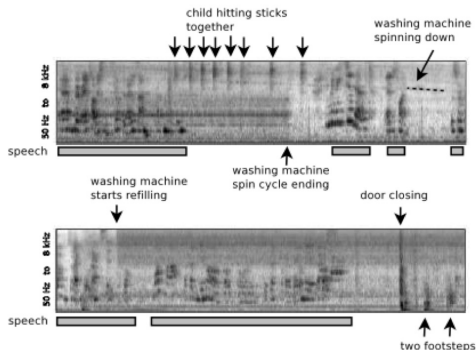 child hitting sticks
together
washing machine
spinning down
50 Hz to 8 kHz
speech
washing machine
spin cycle ending
washing machine
starts refilling
door closing
50 Hz to 8 kHz
speech
two footsteps